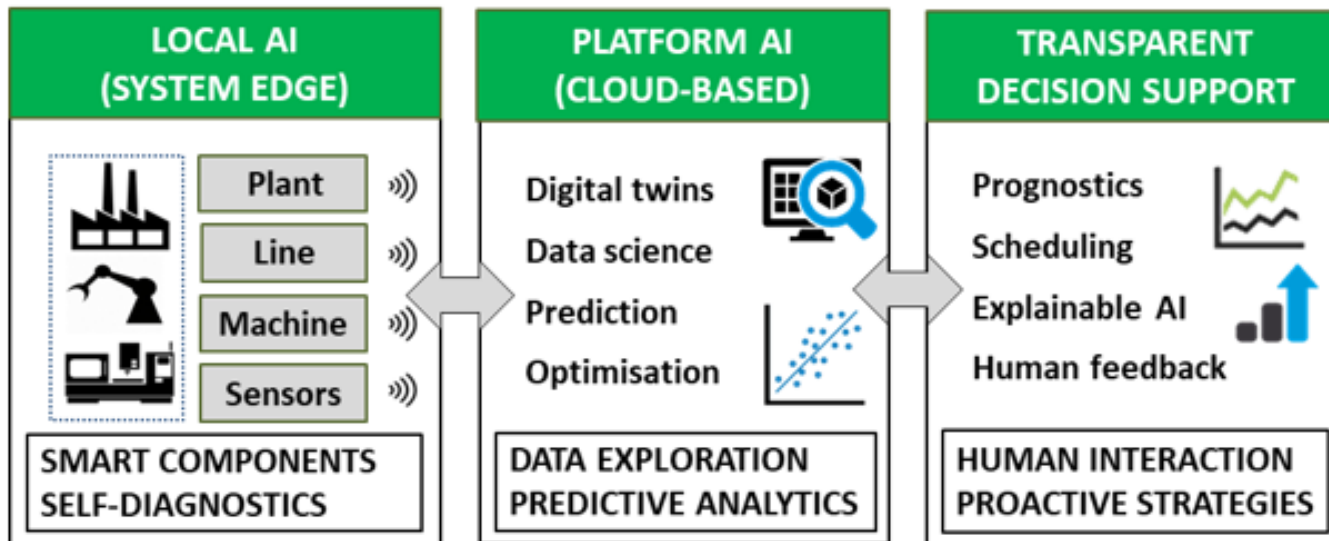 LOCAL AI
(SYSTEM EDGE)
Plant
Line
Machine
Sensors
SMART COMPONENTS
SELF-DIAGNOSTICS
PLATFORM AI
(CLOUD-BASED)
Digital twins
Data science
Prediction
Optimisation
DATA EXPLORATION
PREDICTIVE ANALYTICS
TRANSPARENT
DECISION SUPPORT
Prognostics
Scheduling
Explainable AI
Human feedback
HUMAN INTERACTION
PROACTIVE STRATEGIES